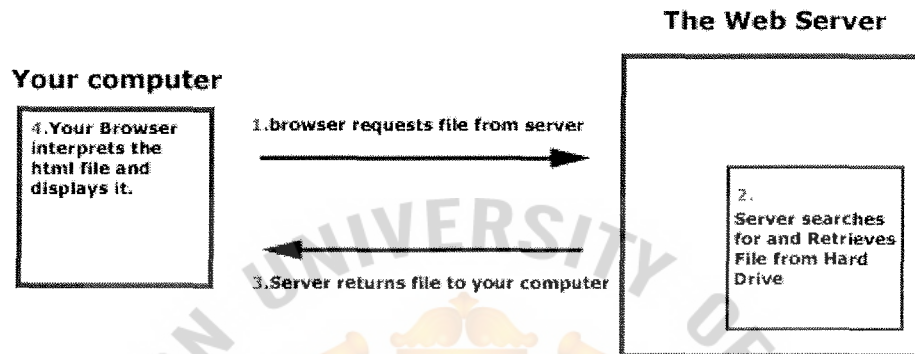 The Web Server
Your computer
4.Your Browser
interprets the
html file and
displays it.
1.browser requests file from server
2.
Server searches
for and Retrieves
File from Hard
Drive
3.Server returns file to your computer
UNIVERSITY